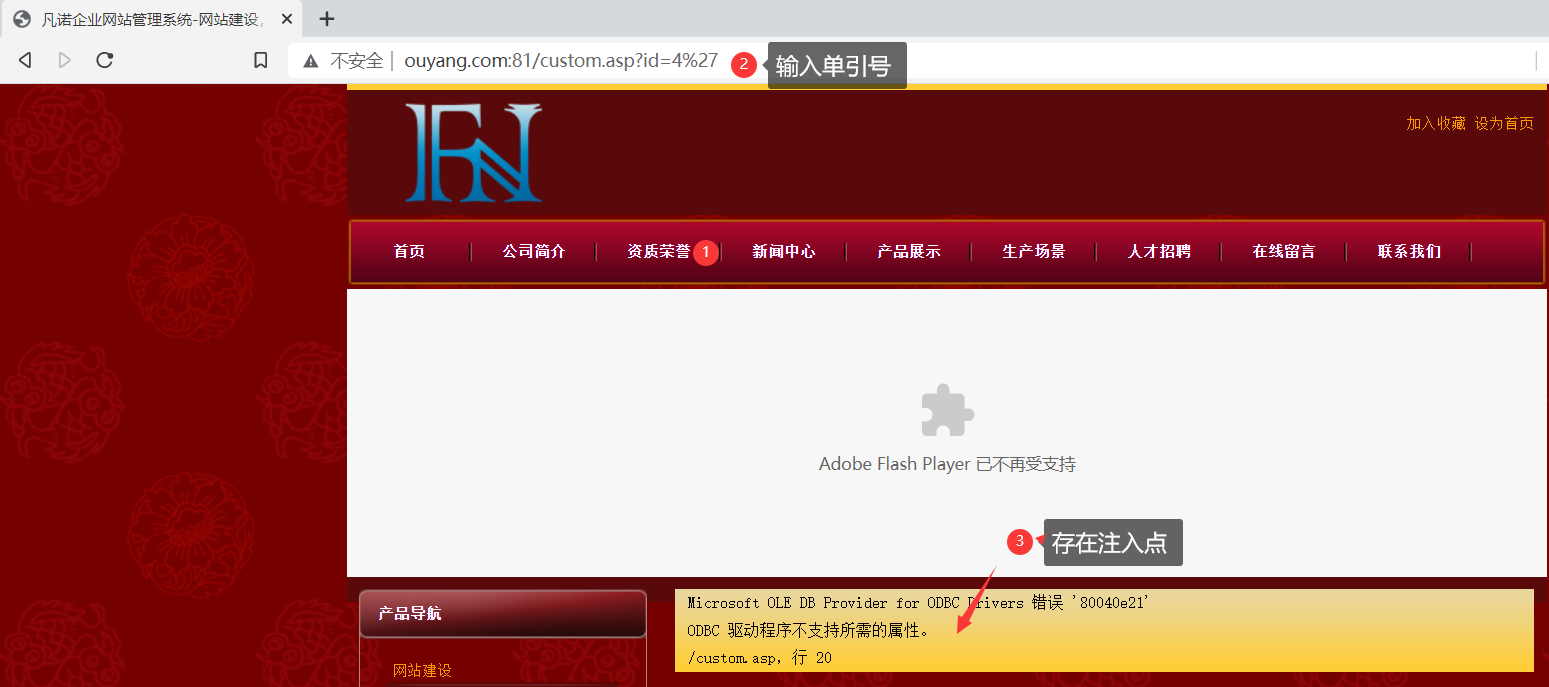 凡诺企业网站管理系统-网站建设,
不安全 | ouyang.com:81/custom.asp?id=4%27
2 输入单引号
FN
加入收藏 设为首页
首页 公司简介 资质荣誉 1 新闻中心 产品展示 生产场景 人才招聘 在线留言 联系我们
Adobe Flash Player 已不再受支持
3 存在注入点
产品导航
Microsoft OLE DB Provider for ODBC Drivers 错误 '80040e21'
ODBC 驱动程序不支持所需的属性。
/custom.asp, 行 20
网站建设